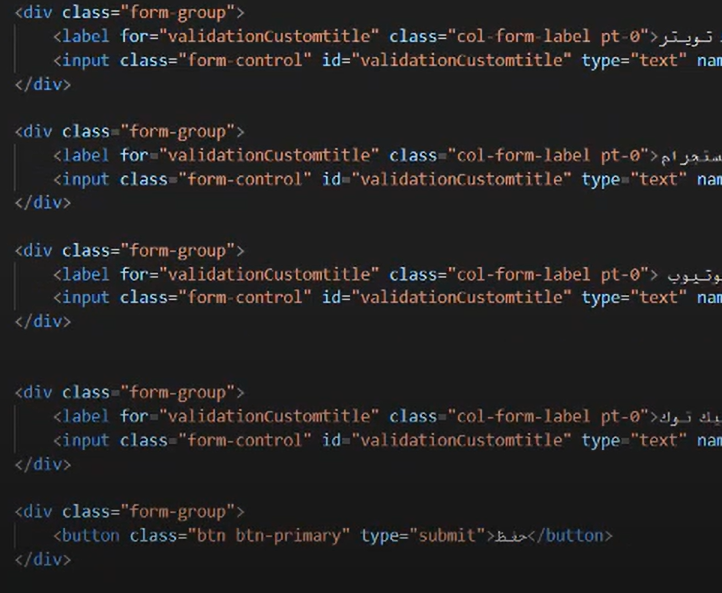 <div class="form-group">
<label for="validationCustomtitle" class="col-form-label pt-0">تويتر
<input class="form-control" id="validationCustomtitle" type="text" nam
</div>
<div class="form-group">
<label for="validationCustomtitle" class="col-form-label pt-0">ستجرام
<input class="form-control" id="validationCustomtitle" type="text" nam
</div>
<div class="form-group">
<label for="validationCustomtitle" class="col-form-label pt-0"> وتيوب
<input class="form-control" id="validationCustomtitle" type="text" nam
</div>
<div class="form-group">
<label for="validationCustomtitle" class="col-form-label pt-0">يك توك
<input class="form-control" id="validationCustomtitle" type="text" nam
</div>
<div class="form-group">
<button class="btn btn-primary" type="submit">حفظ</button>
</div>